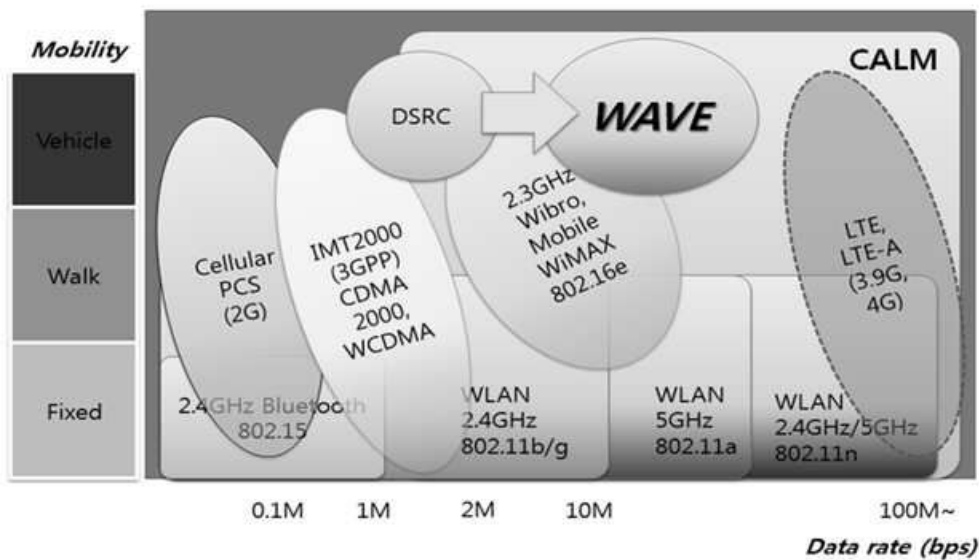 Mobility
Vehicle
Walk
Fixed
CALM
DSRC
WAVE
Cellular
PCS
(2G)
IMT2000
(3GPP)
CDMA
2000,
WCDMA
2.3GHz
Wibro,
Mobile
WiMAX
802.16e
LTE,
LTE-A
(3.9G,
4G)
2.4GHz Bluetooth
802.15
WLAN
2.4GHz
802.11b/g
WLAN
5GHz
802.11a
WLAN
2.4GHz/5GHz
802.11n
0.1M 1M 2M 10M 100M~
Data rate (bps)